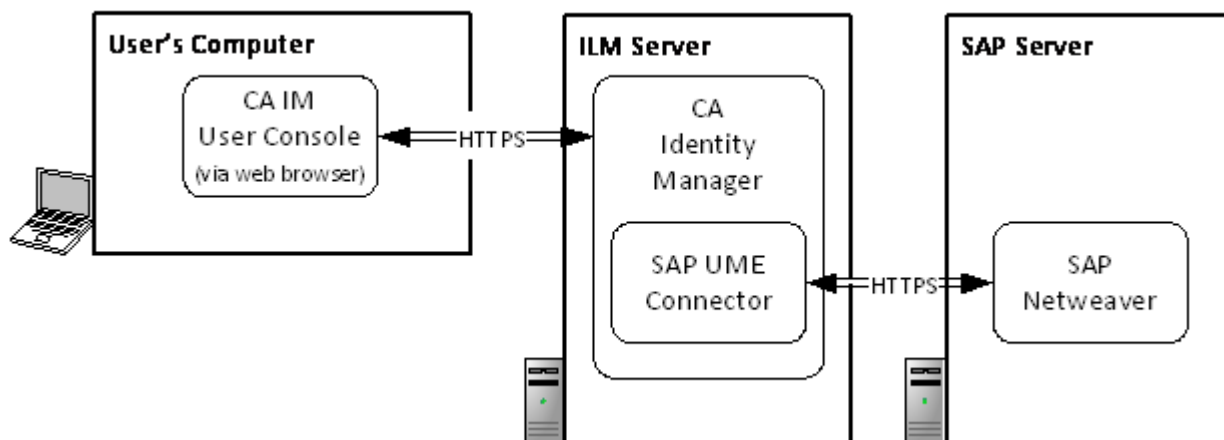 User's Computer
CA IM
User Console
(via web browser)
HTTPS
ILM Server
CA
Identity
Manager
SAP UME
Connector
HTTPS
SAP Server
SAP
Netweaver